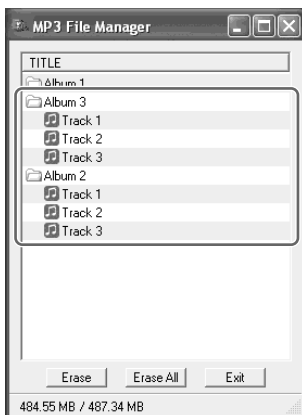 MP3 File Manager
TITLE
Album 1
Album 3
Track 1
Track 2
Track 3
Album 2
Track 1
Track 2
Track 3
Erase Erase All Exit
484.55 MB / 487.34 MB